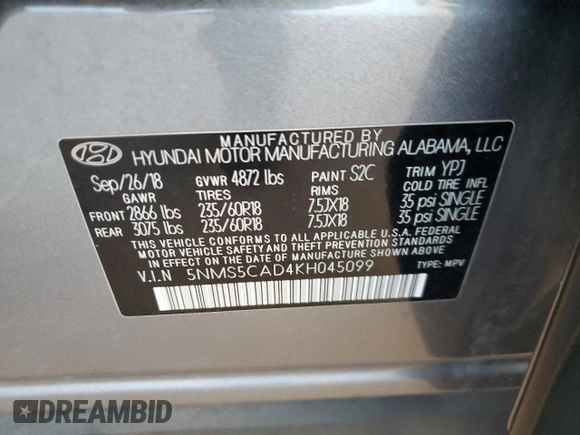 MANUFACTURED BY
HYUNDAI MOTOR MANUFACTURING ALABAMA, LLC
Sep/26/18 GVWR 4872 lbs PAINT S2C TRIM YPJ
GAWR TIRES RIMS COLD TIRE INFL
FRONT 2866 lbs 235/60R18 7.5JX18 35 psi SINGLE
REAR 3075 lbs 235/60R18 7.5JX18 35 psi SINGLE
THIS VEHICLE CONFORMS TO ALL APPLICABLE U.S.A. FEDERAL
MOTOR VEHICLE SAFETY AND THEFT PREVENTION STANDARDS IN
EFFECT ON THE DATE OF MANUFACTURE SHOWN ABOVE.
V.I.N 5NMS5CAD4KH045099 TYPE: MPV
DREAMBID